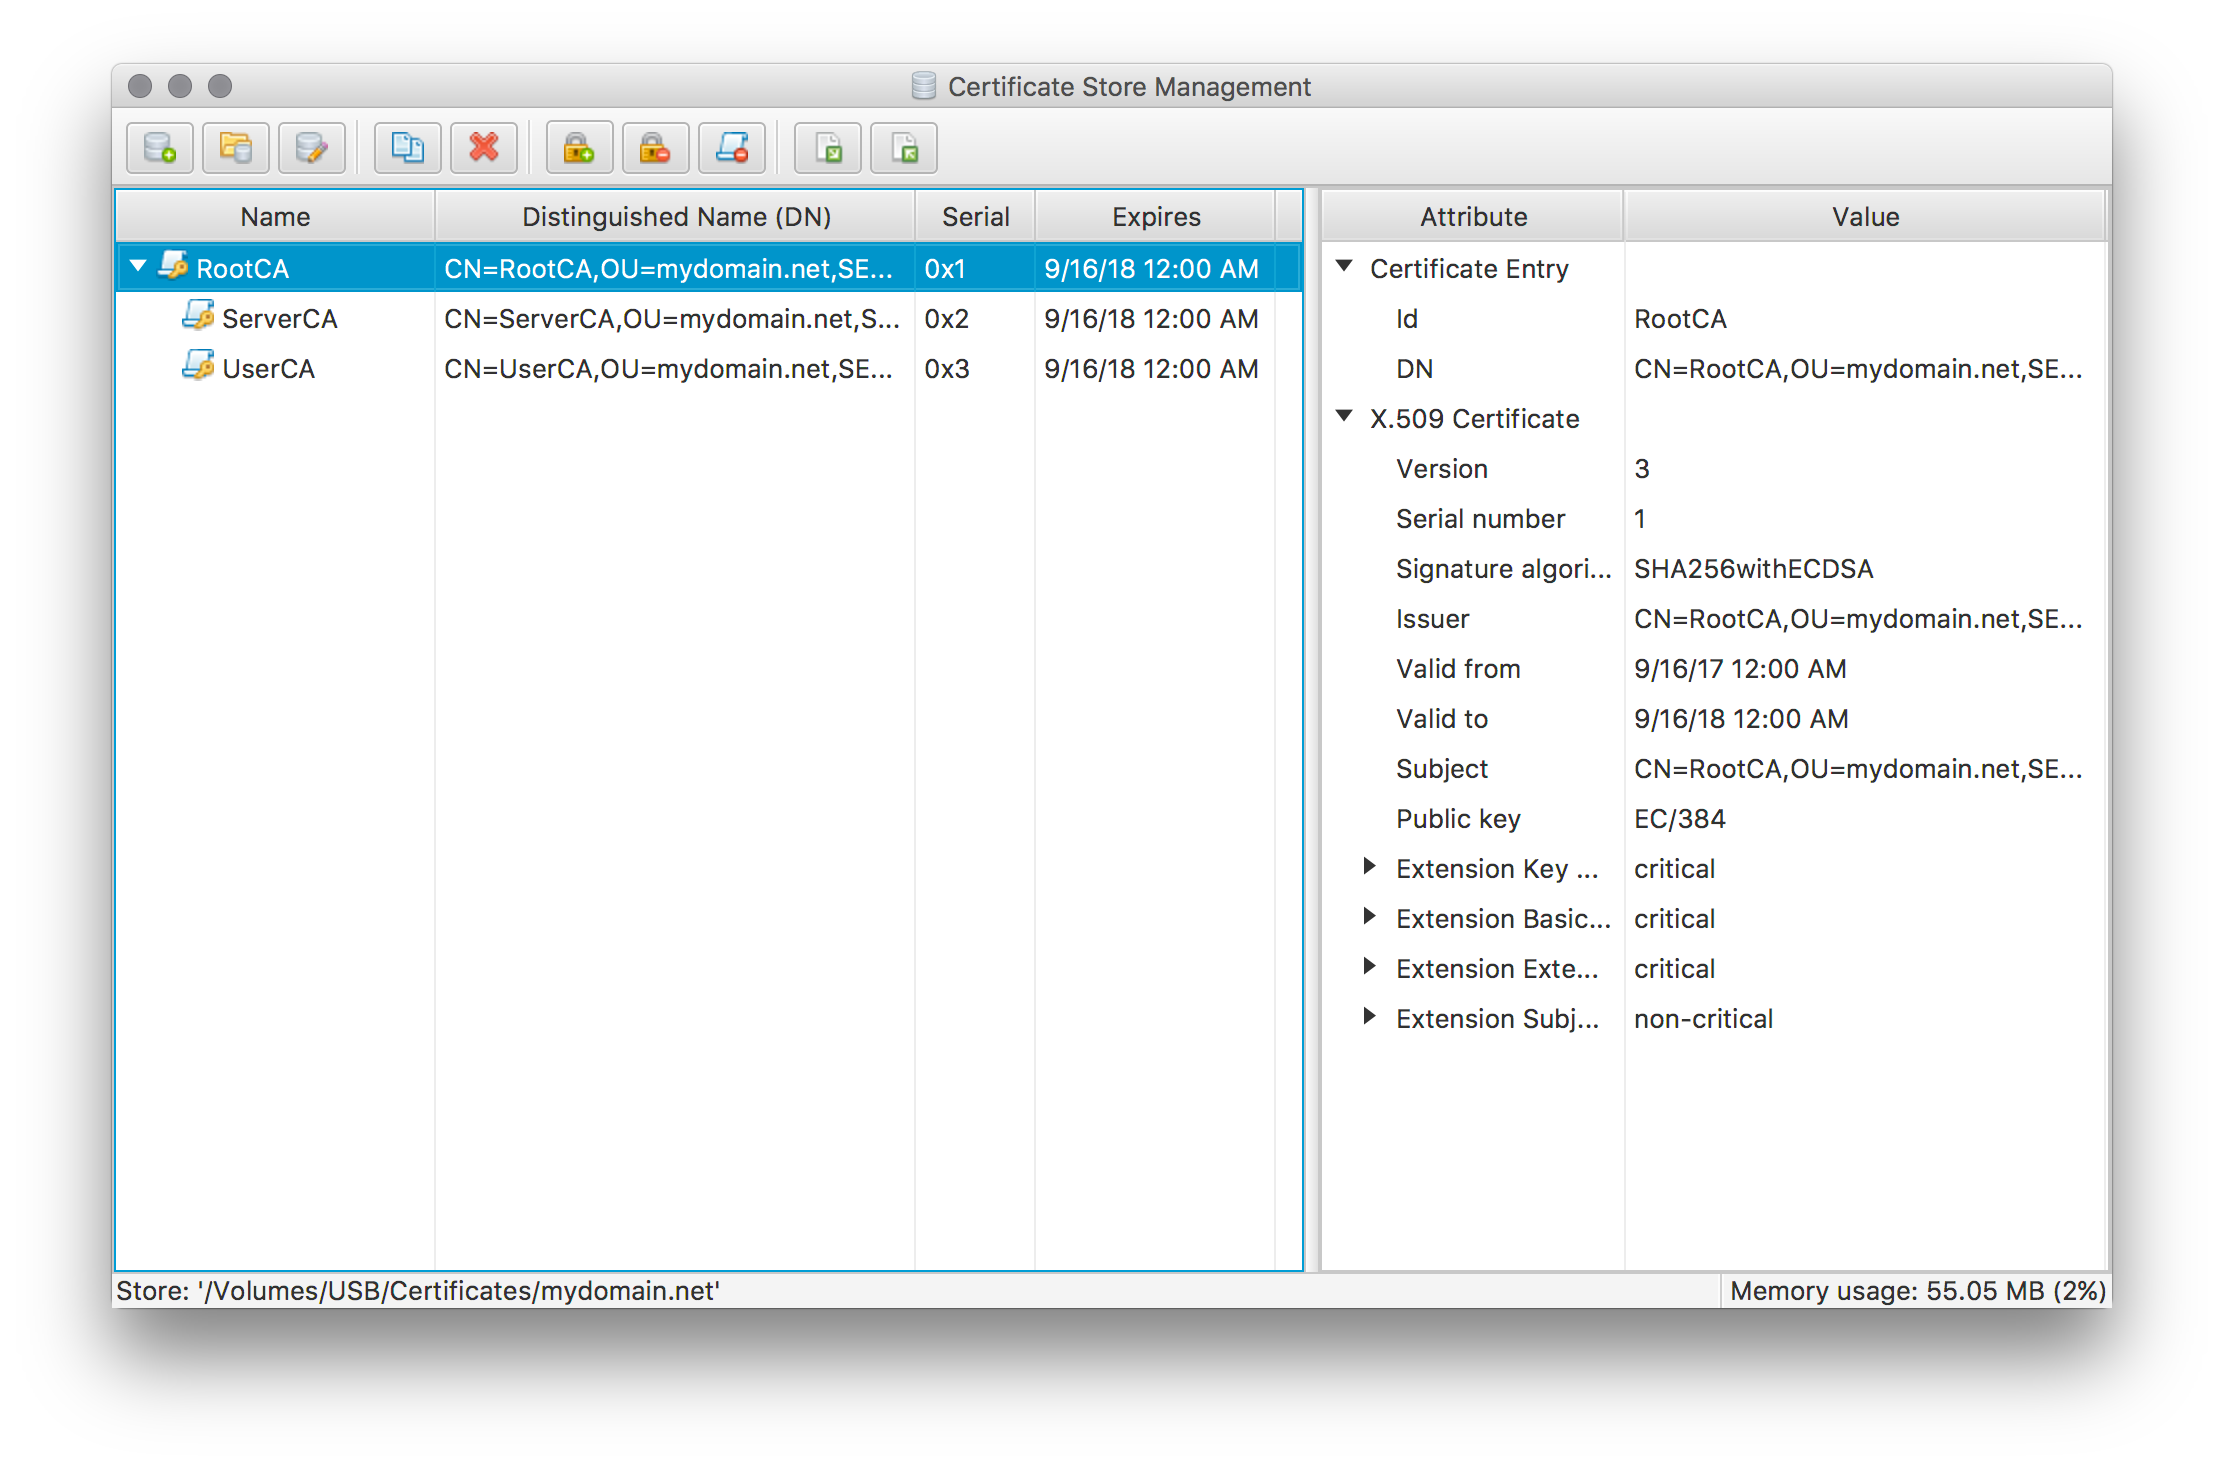 Certificate Store Management
Name Distinguished Name (DN) Serial Expires
RootCA CN=RootCA,OU=mydomain.net,SE... 0x1 9/16/18 12:00 AM
ServerCA CN=ServerCA,OU=mydomain.net,S... 0x2 9/16/18 12:00 AM
UserCA CN=UserCA,OU=mydomain.net,SE... 0x3 9/16/18 12:00 AM
Attribute Value
Certificate Entry
Id RootCA
DN CN=RootCA,OU=mydomain.net,SE...
X.509 Certificate
Version 3
Serial number 1
Signature algori... SHA256withECDSA
Issuer CN=RootCA,OU=mydomain.net,SE...
Valid from 9/16/17 12:00 AM
Valid to 9/16/18 12:00 AM
Subject CN=RootCA,OU=mydomain.net,SE...
Public key EC/384
Extension Key ... critical
Extension Basic... critical
Extension Exte... critical
Extension Subj... non-critical
Store: '/Volumes/USB/Certificates/mydomain.net'
Memory usage: 55.05 MB (2%)